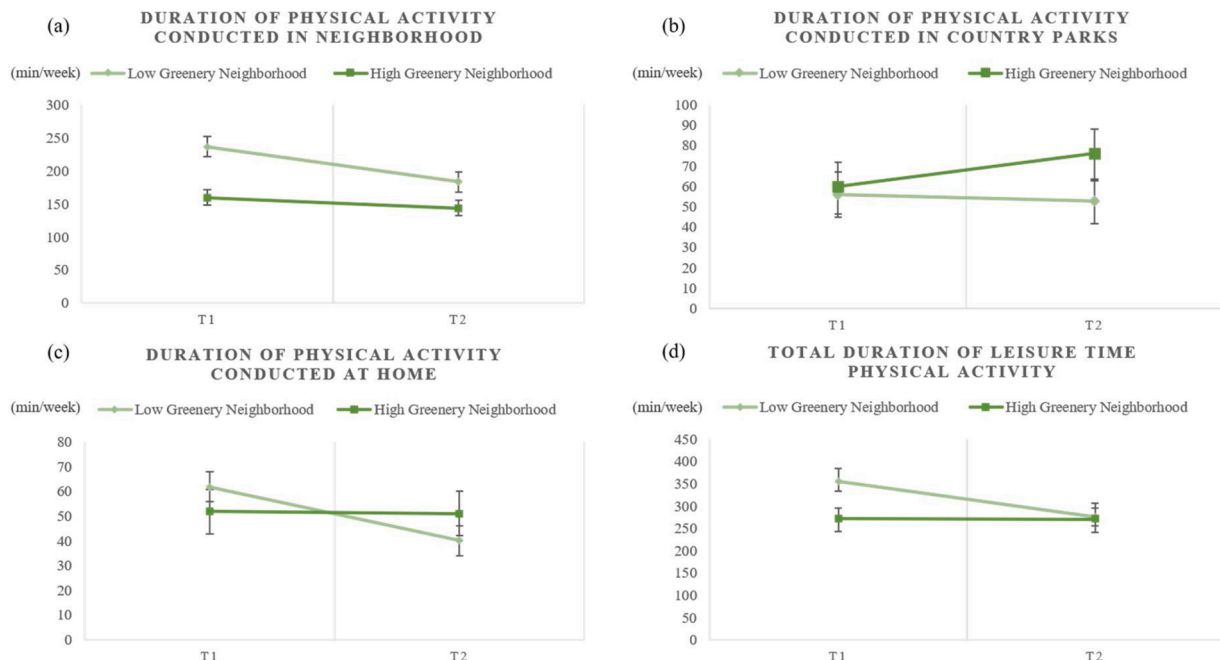 (a)
DURATION OF PHYSICAL ACTIVITY
CONDUCTED IN NEIGHBORHOOD
(min/week)
Low Greenery Neighborhood
High Greenery Neighborhood
300
250
200
150
100
50
0
T1
T2
(b)
DURATION OF PHYSICAL ACTIVITY
CONDUCTED IN COUNTRY PARKS
(min/week)
Low Greenery Neighborhood
High Greenery Neighborhood
100
90
80
70
60
50
40
30
20
10
0
T1
T2
(c)
DURATION OF PHYSICAL ACTIVITY
CONDUCTED AT HOME
(min/week)
Low Greenery Neighborhood
High Greenery Neighborhood
80
70
60
50
40
30
20
10
0
T1
T2
(d)
TOTAL DURATION OF LEISURE TIME
PHYSICAL ACTIVITY
(min/week)
Low Greenery Neighborhood
High Greenery Neighborhood
450
400
350
300
250
200
150
100
50
0
T1
T2